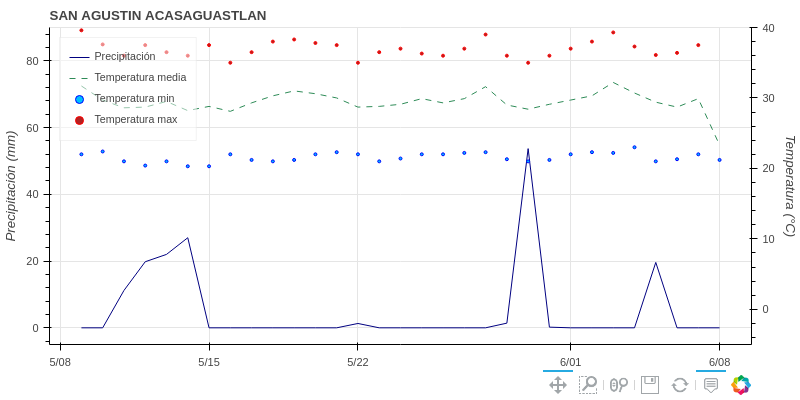 SAN AGUSTIN ACASAGUASTLAN
Precipitación
Temperatura media
Temperatura min
Temperatura max
Precipitación (mm)
80
60
40
20
0
Temperatura (°C)
40
30
20
10
0
5/08
5/15
5/22
6/01
6/08